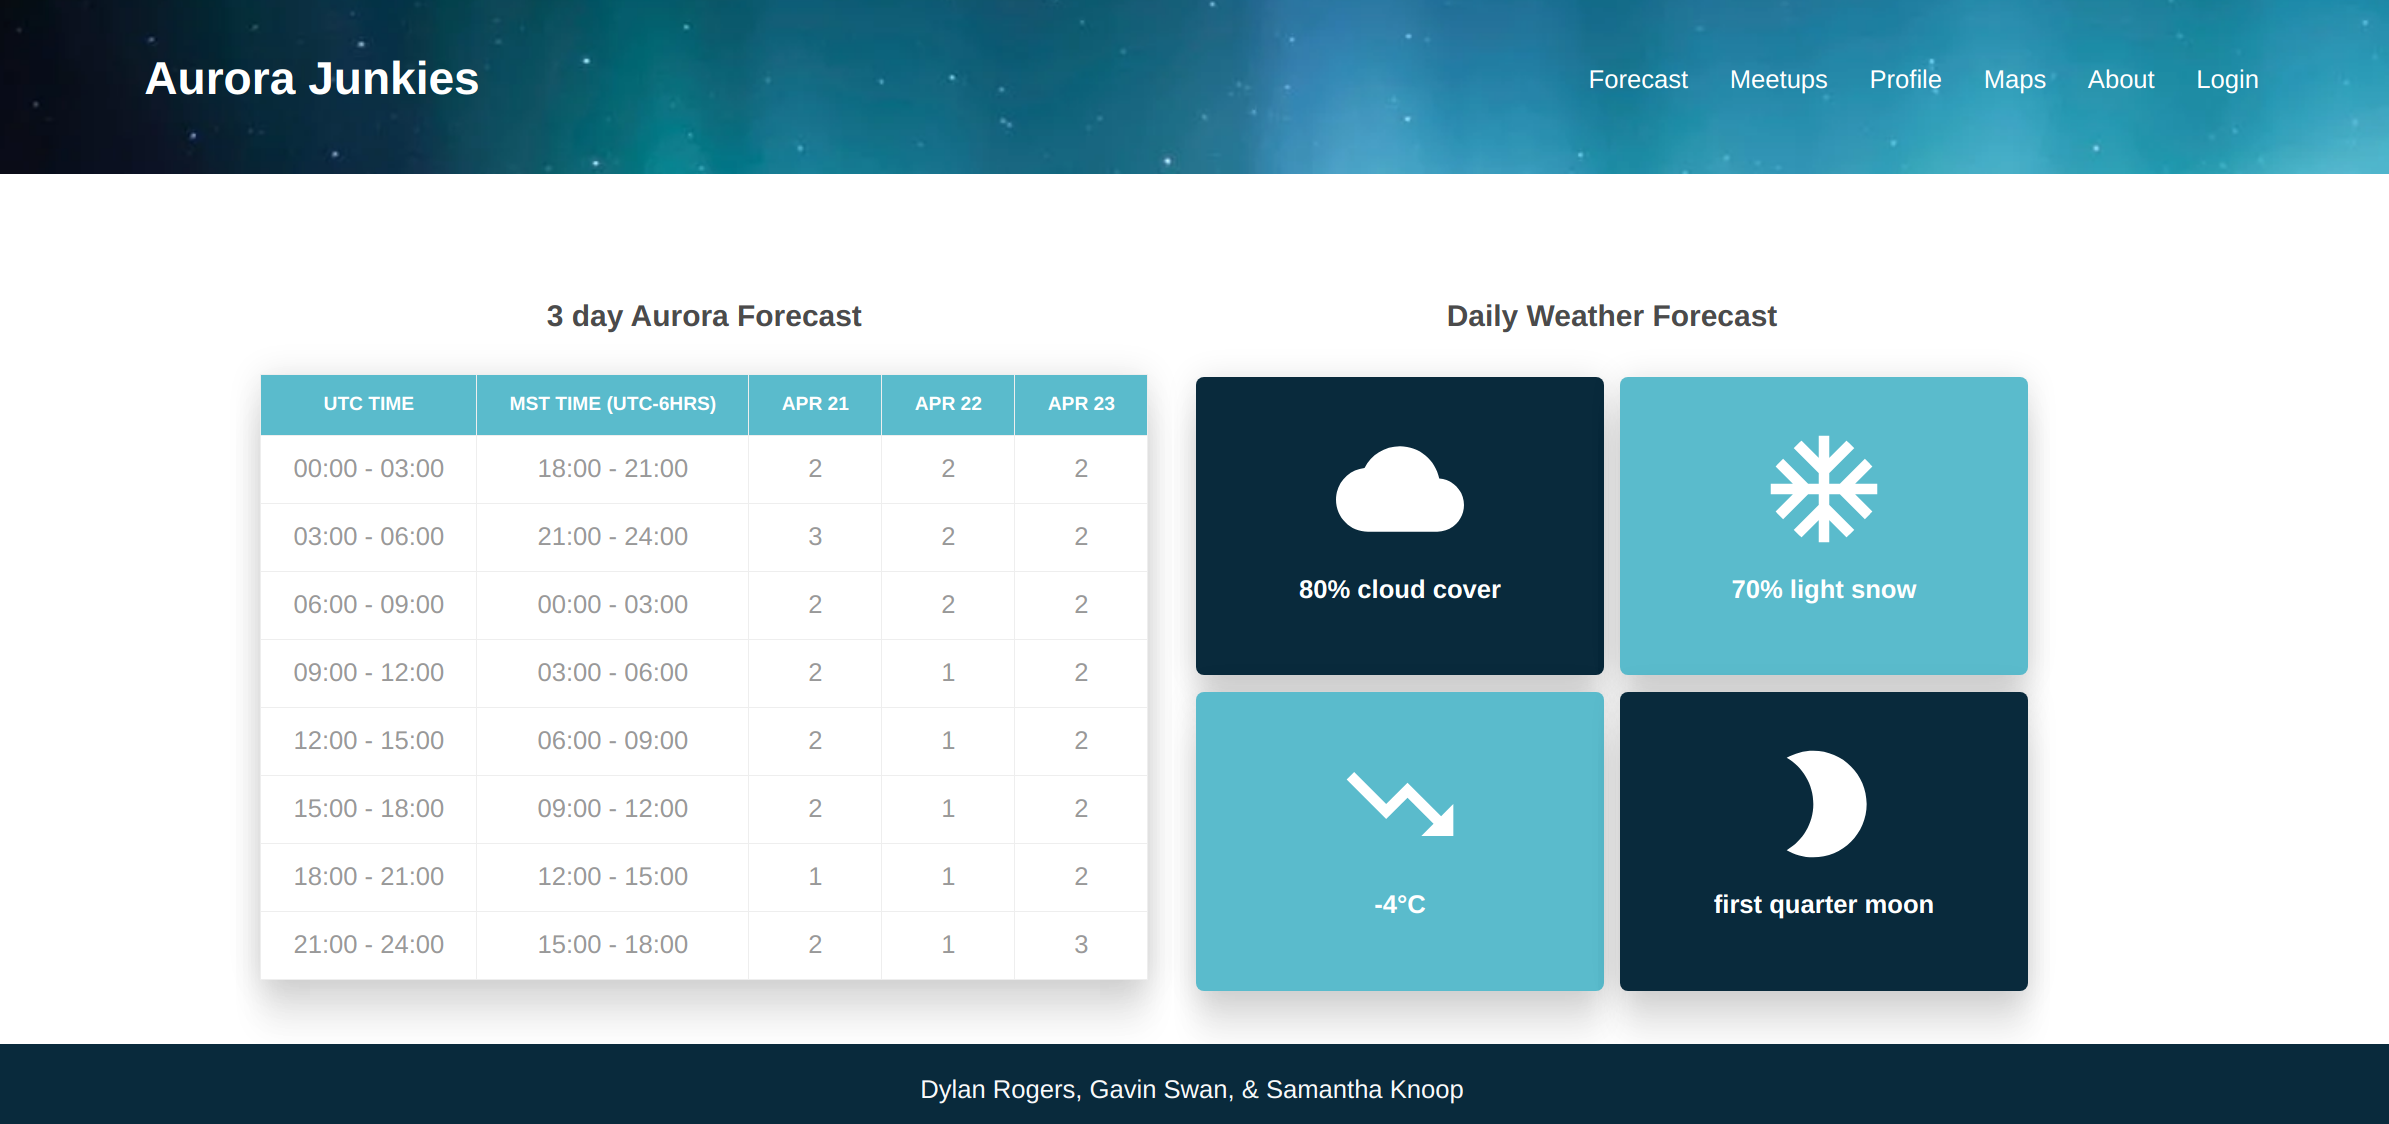 Aurora Junkies
Forecast Meetups Profile Maps About Login
3 day Aurora Forecast
UTC TIME MST TIME (UTC-6HRS) APR 21 APR 22 APR 23
00:00 - 03:00 18:00 - 21:00 2 2 2
03:00 - 06:00 21:00 - 24:00 3 2 2
06:00 - 09:00 00:00 - 03:00 2 2 2
09:00 - 12:00 03:00 - 06:00 2 1 2
12:00 - 15:00 06:00 - 09:00 2 1 2
15:00 - 18:00 09:00 - 12:00 2 1 2
18:00 - 21:00 12:00 - 15:00 1 1 2
21:00 - 24:00 15:00 - 18:00 2 1 3
Daily Weather Forecast
80% cloud cover
70% light snow
-4°C
first quarter moon
Dylan Rogers, Gavin Swan, & Samantha Knoop